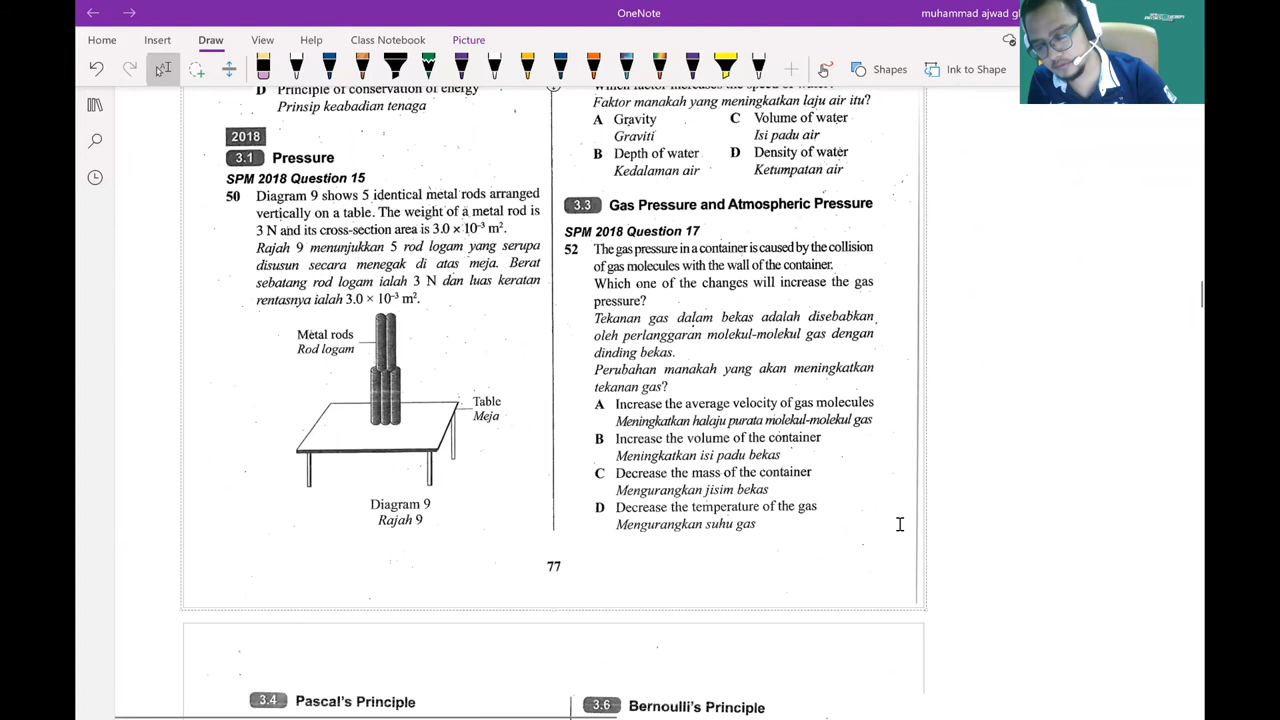 OneNote
muhammad ajwad
Home
Insert
Draw
View
Help
Class Notebook
Picture
Shapes
Ink to Shape
D Principle of conservation of energy
Prinsip keabadian tenaga
2018
3.1 Pressure
SPM 2018 Question 15
50 Diagram 9 shows 5 identical metal rods arranged
vertically on a table. The weight of a metal rod is
3 N and its cross-section area is 3.0 × 10⁻³ m².
Rajah 9 menunjukkan 5 rod logam yang serupa
disusun secara menegak di atas meja. Berat
sebatang rod logam ialah 3 N dan luas keratan
rentasnya ialah 3.0 × 10⁻³ m².
Metal rods
Rod logam
Table
Meja
Diagram 9
Rajah 9
Which factor increases the speed of water?
Faktor manakah yang meningkatkan laju air itu?
A Gravity
Graviti
B Depth of water
Kedalaman air
C Volume of water
Isi padu air
D Density of water
Ketumpatan air
3.3 Gas Pressure and Atmospheric Pressure
SPM 2018 Question 17
52 The gas pressure in a container is caused by the collision
of gas molecules with the wall of the container.
Which one of the changes will increase the gas
pressure?
Tekanan gas dalam bekas adalah disebabkan
oleh perlanggaran molekul-molekul gas dengan
dinding bekas.
Perubahan manakah yang akan meningkatkan
tekanan gas?
A Increase the average velocity of gas molecules
Meningkatkan halaju purata molekul-molekul gas
B Increase the volume of the container
Meningkatkan isi padu bekas
C Decrease the mass of the container
Mengurangkan jisim bekas
D Decrease the temperature of the gas
Mengurangkan suhu gas
77
3.4 Pascal's Principle
3.6 Bernoulli's Principle